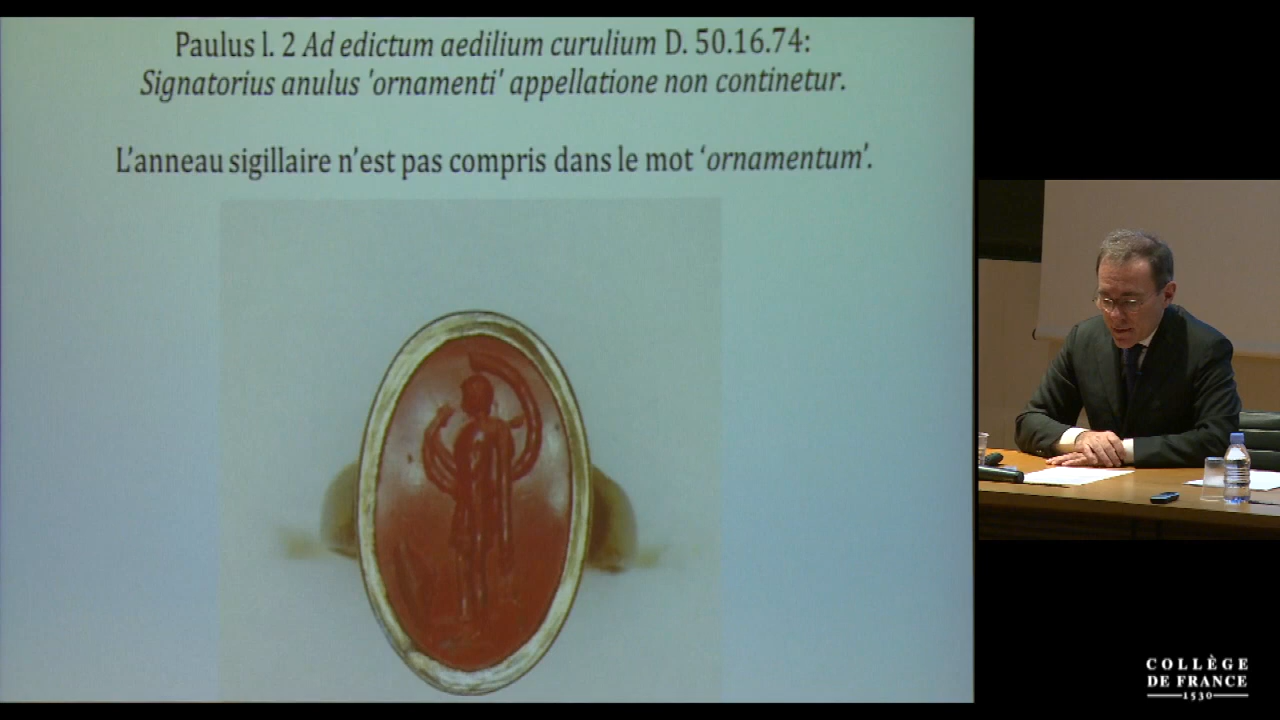 Paulus l. 2 Ad edictum aedilium curulium D. 50.16.74:
Signatorius anulus 'ornamenti' appellatione non continetur.
L'anneau sigillaire n'est pas compris dans le mot ‘ornamentum’.
COLLÈGE
DE FRANCE
1530